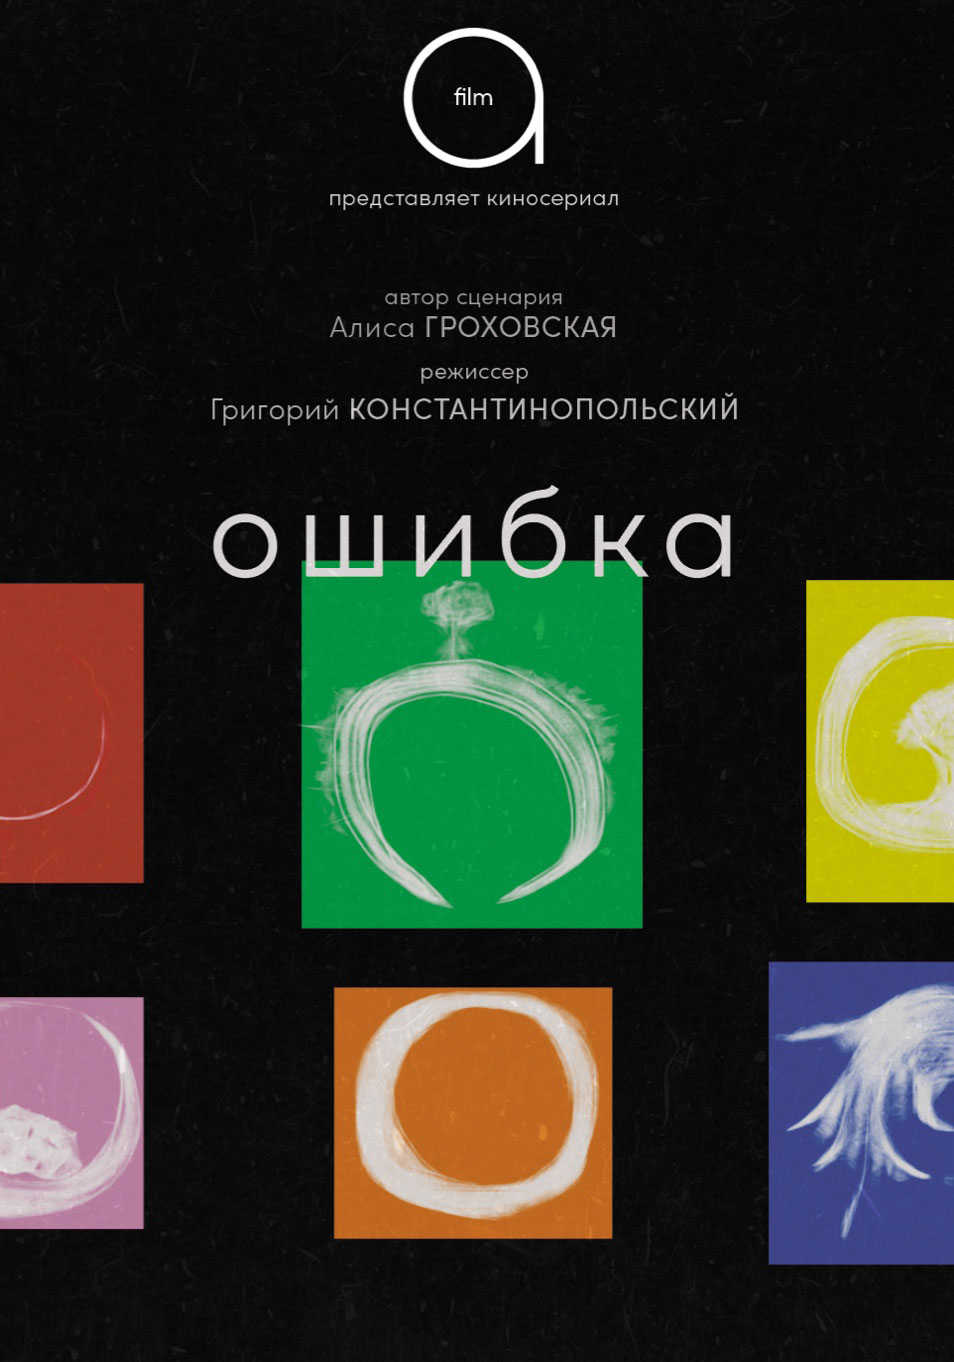 film
представляет киносериал
автор сценария
Алиса ГРОХОВСКАЯ
режиссер
Григорий КОНСТАНТИНОПОЛЬСКИЙ
ошибка